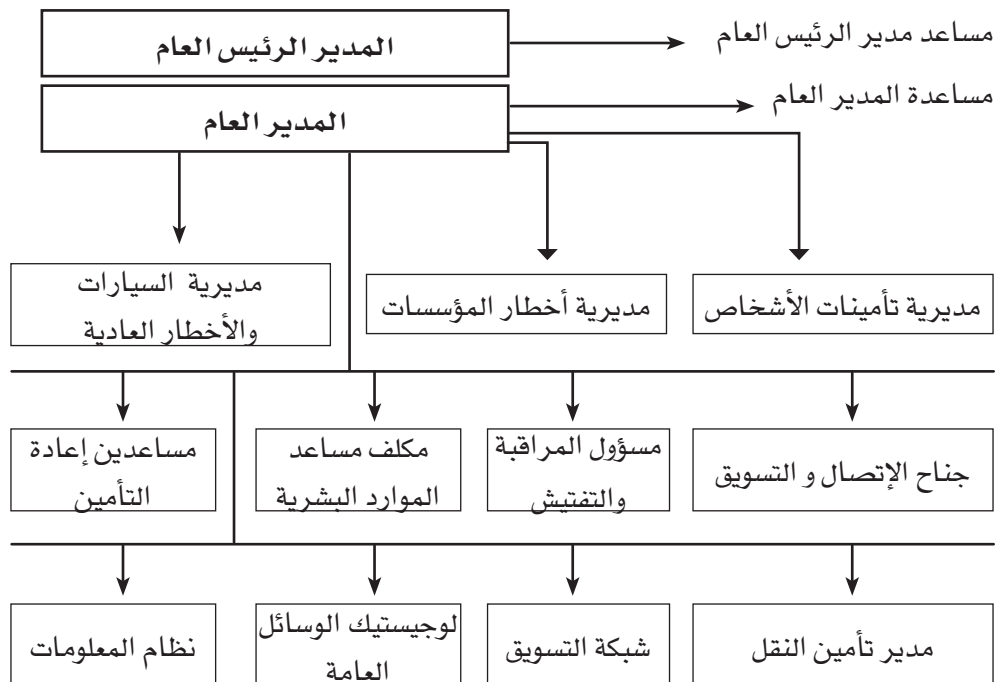 المدير الرئيس العام
مساعد مدير الرئيس العام
المدير العام
مساعدة المدير العام
مديرية تأمينات الأشخاص
مديرية أخطار المؤسسات
مديرية السيارات
والأخطار العادية
جناح الإتصال و التسويق
مسؤول المراقبة
والتفتيش
مكلف مساعد
الموارد البشرية
مساعدين إعادة
التأمين
مدير تأمين النقل
شبكة التسويق
لوجيستيك الوسائل
العامة
نظام المعلومات